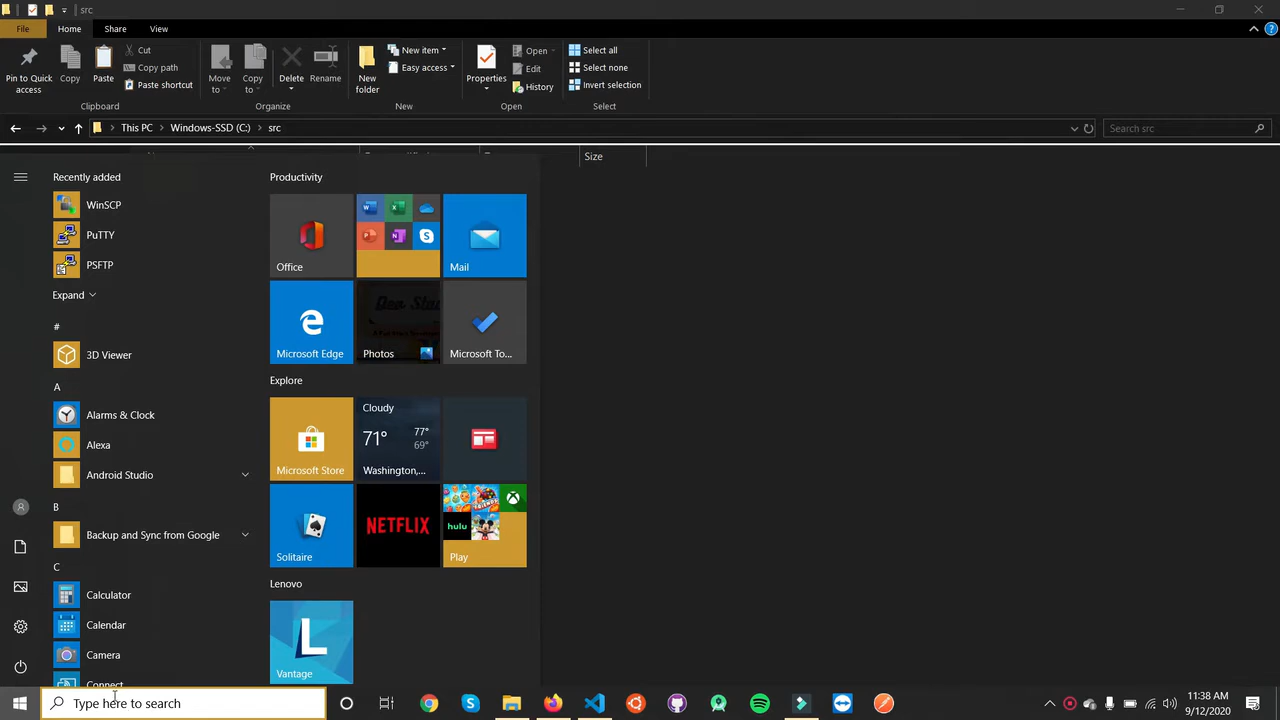 src
File
Home
Share
View
Pin to Quick
access
Copy
Paste
Cut
Copy path
Paste shortcut
Move
to
Copy
to
Delete
Rename
New
folder
New item
Easy access
Properties
Open
Edit
History
Select all
Select none
Invert selection
Clipboard
Organize
New
Open
Select
This PC
Windows-SSD (C:)
src
Search src
Size
Recently added
WinSCP
PuTTY
PSFTP
Expand
#
3D Viewer
A
Alarms & Clock
Alexa
Android Studio
B
Backup and Sync from Google
C
Calculator
Calendar
Camera
Connect
Productivity
Office
Mail
Microsoft Edge
Photos
Microsoft To...
Explore
Microsoft Store
Cloudy
71°
77°
69°
Washington,...
Solitaire
NETFLIX
hulu
Play
Lenovo
L
Vantage
Type here to search
11:38 AM
9/12/2020